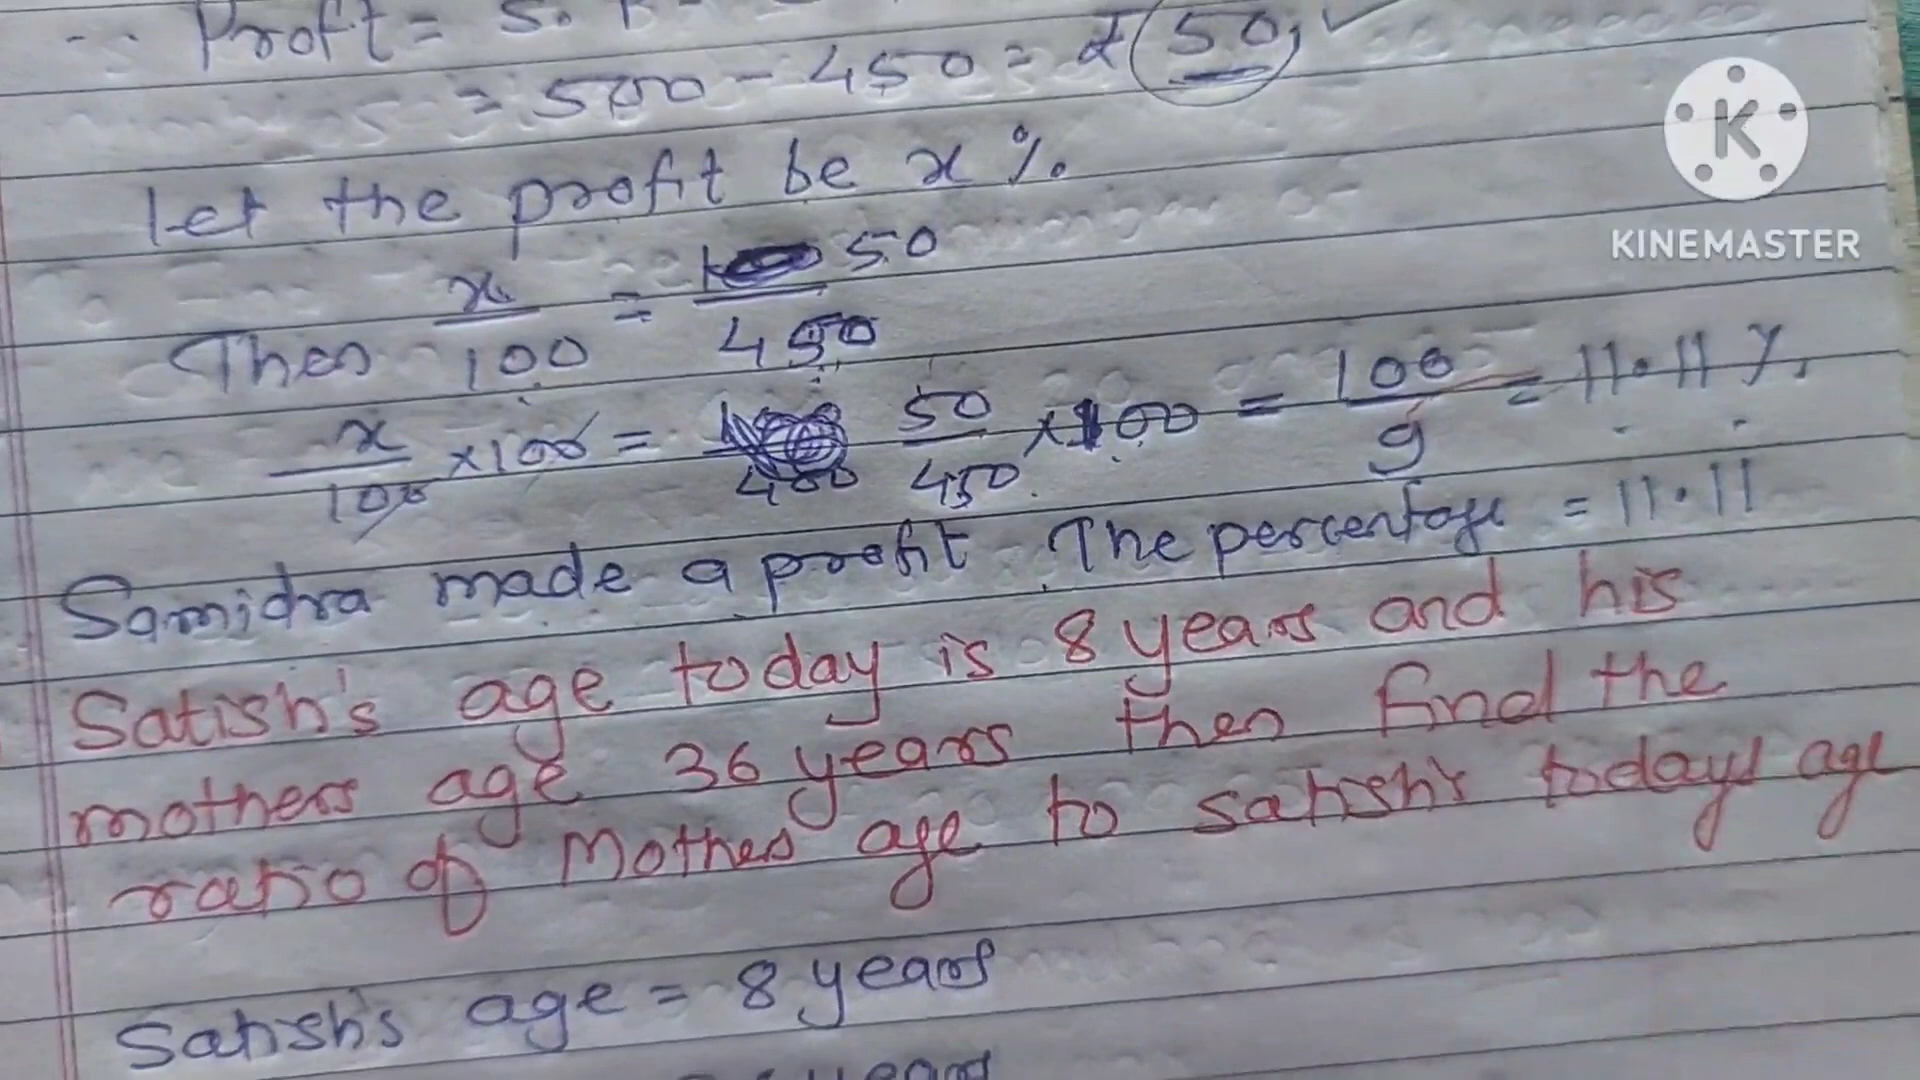 ∴ Profit = S.P
= 500 - 450 = ₹ 50,
K
KINEMASTER
let the profit be x %.
Then x/100 = 50/450
x/100 ×100 = 50/450 ×100 = 100/9 = 11.11 %.
Samidra made a profit. The percentage = 11.11
Satish's age today is 8 years and his
mothers age 36 years then find the
ratio of Mothers age to satish's todays age
Satish's age = 8 years
years